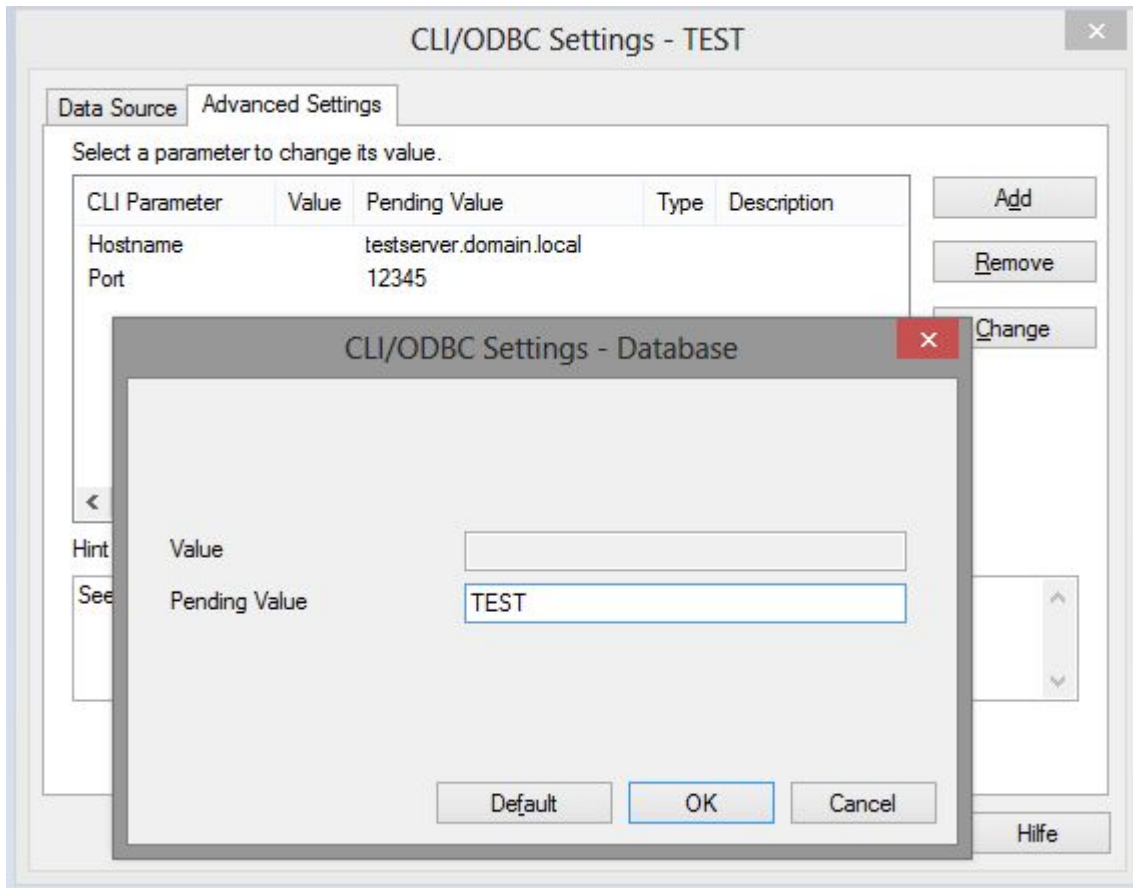 CLI/ODBC Settings - TEST
Data Source Advanced Settings
Select a parameter to change its value.
CLI Parameter Value Pending Value Type Description
Hostname testserver.domain.local
Port 12345
Add
Remove
Change
CLI/ODBC Settings - Database
Hint
See
Value
Pending Value TEST
Default OK Cancel
Hilfe